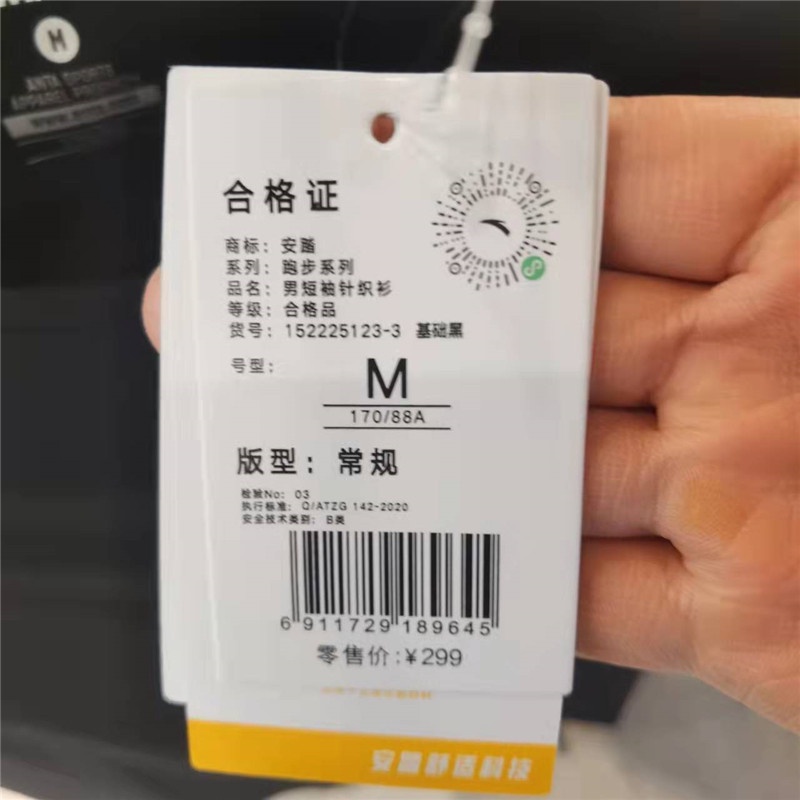 M
ANTA SPORTS
合格证
商标：安踏
系列：跑步系列
品名：男短袖针织衫
等级：合格品
货号：152225123-3 基础黑
号型：
M
170/88A
版型：常规
检验No：03
执行标准：Q/ATZG 142-2020
安全技术类别：B类
6 911729 189645
零售价:¥299
安踏舒适科技